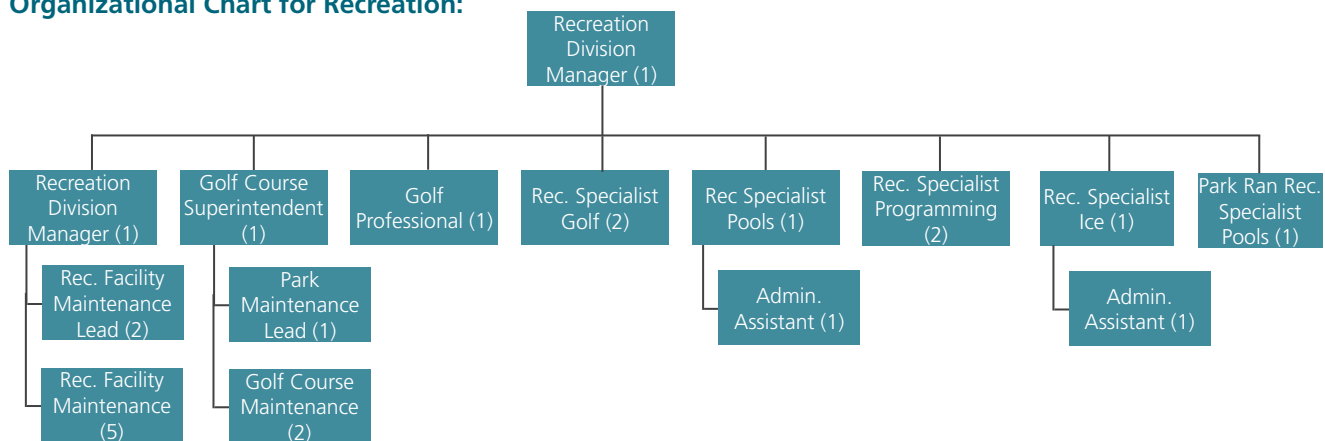 Organizational Chart for Recreation:
Recreation
Division
Manager (1)
Recreation
Division
Manager (1)
Golf Course
Superintendent
(1)
Golf
Professional (1)
Rec. Specialist
Golf (2)
Rec Specialist
Pools (1)
Rec. Specialist
Programming
(2)
Rec. Specialist
Ice (1)
Park Ran Rec.
Specialist
Pools (1)
Rec. Facility
Maintenance
Lead (2)
Park
Maintenance
Lead (1)
Admin.
Assistant (1)
Admin.
Assistant (1)
Rec. Facility
Maintenance
(5)
Golf Course
Maintenance
(2)